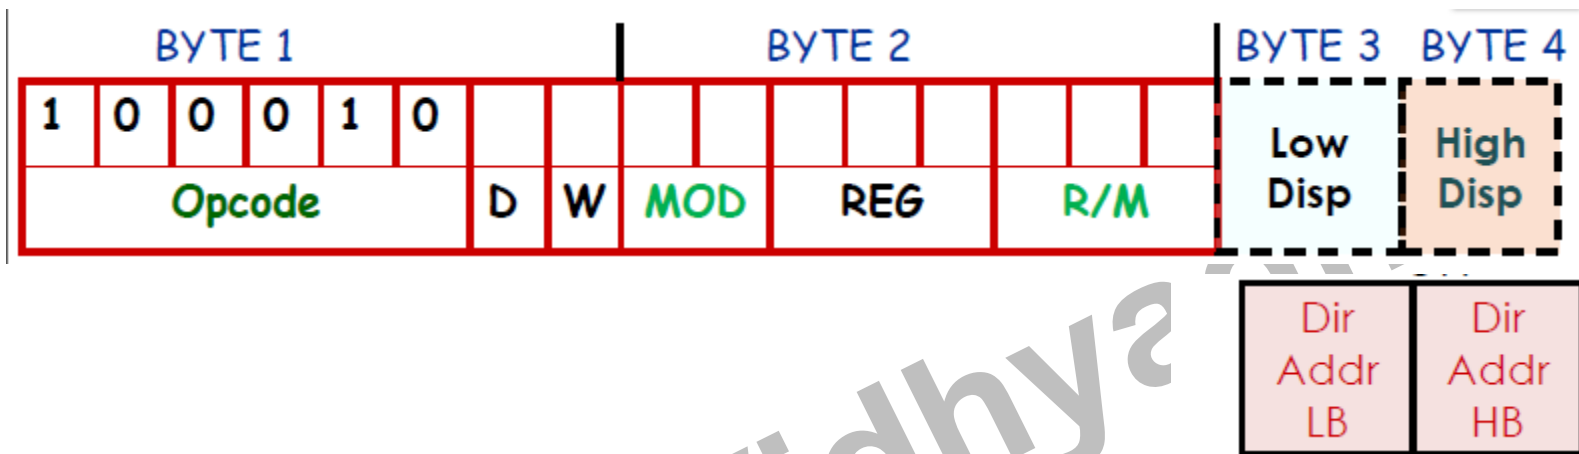 BYTE 1 BYTE 2 BYTE 3 BYTE 4
1 0 0 0 1 0
Low Disp
High Disp
Opcode D W MOD REG R/M
Dir Addr LB
Dir Addr HB